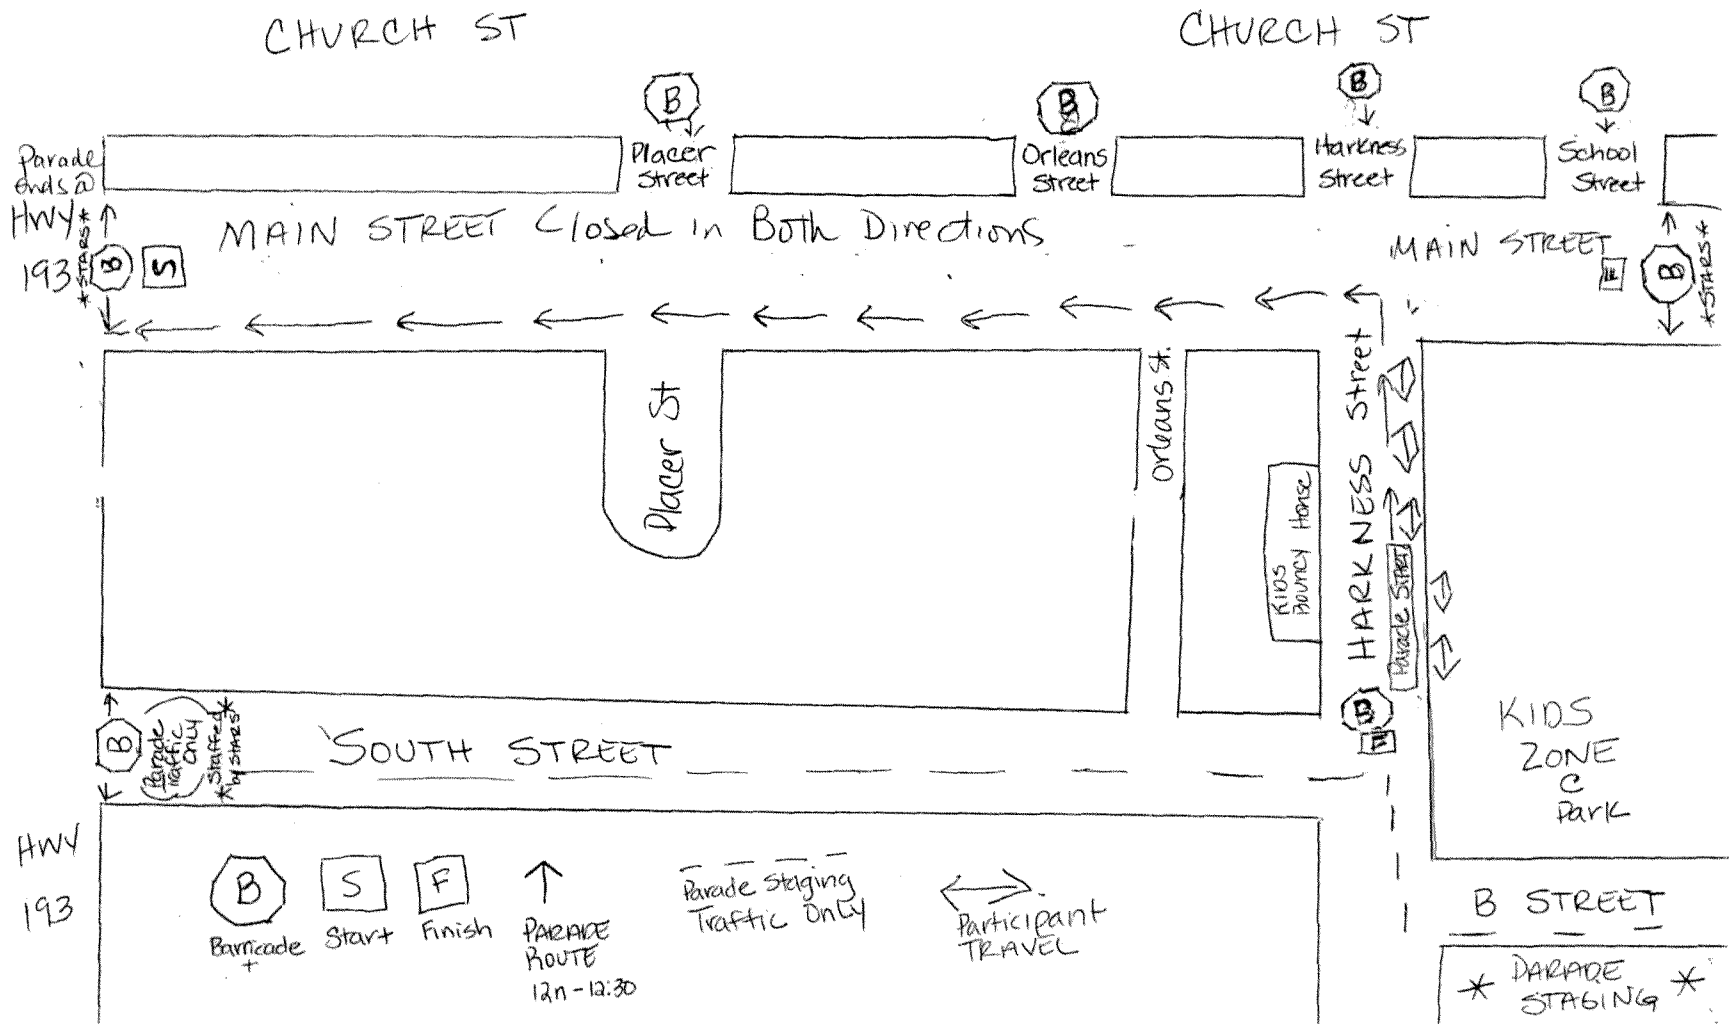 CHURCH ST
CHURCH ST
B
B
B
B
Parade
ends @
HWY
193
Placer
Street
Orleans
Street
Harkness
Street
School
Street
MAIN STREET Closed in Both Directions
MAIN STREET
*STARS*
B
S
F
B
*STARS*
Placer St
Orleans St.
HARKNESS Street
KIDS
BOUNCY House
Parade START
B
F
KIDS
ZONE
C
Park
B
Parade
Traffic
Only
*Staffed*
*by STARS*
SOUTH STREET
HWY
193
B
Barricade
+
S
Start
F
Finish
PARADE
ROUTE
12n-12:30
Parade Staging
Traffic Only
Participant
TRAVEL
B STREET
* PARADE *
STAGING